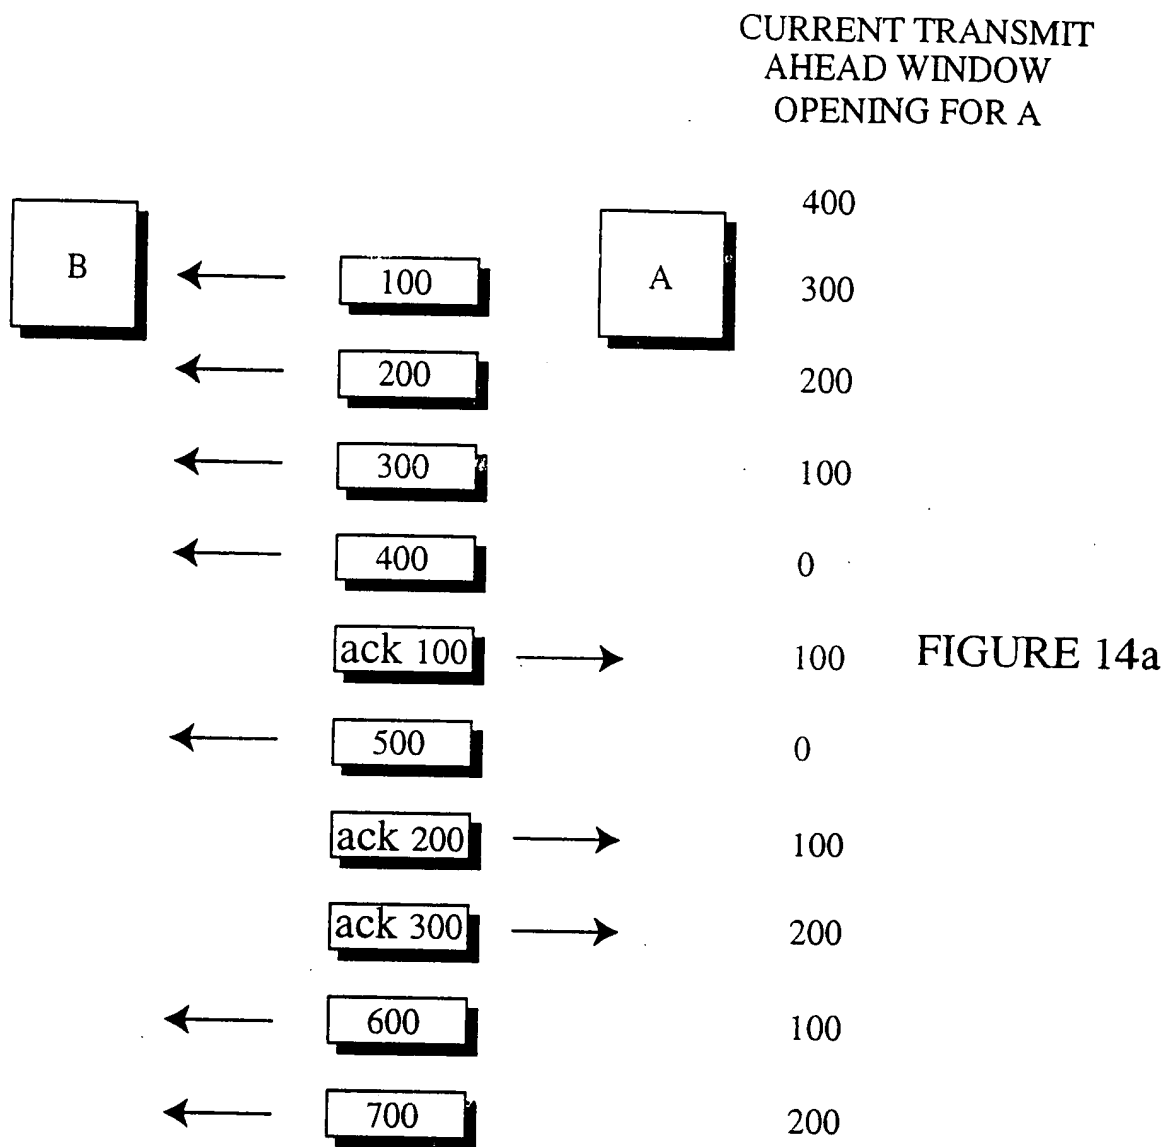 CURRENT TRANSMIT
AHEAD WINDOW
OPENING FOR A
400
B
100
A
300
200
200
300
100
400
0
ack 100
100
FIGURE 14a
500
0
ack 200
100
ack 300
200
600
100
700
200